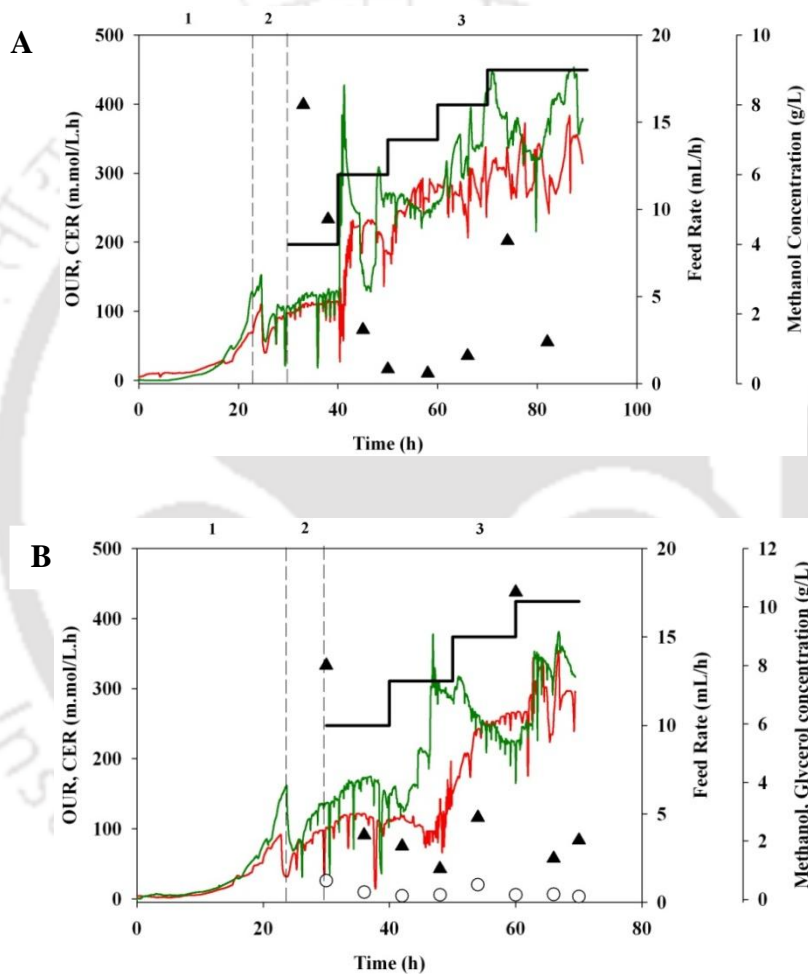 A
1 2 3
500 20 10
400 15 8
300 6
10
200 4
100 5 2
0 0 0
OUR, CER (m.mol/L.h)
Feed Rate (mL/h)
Methanol Concentration (g/L)
0 20 40 60 80 100
Time (h)
B
1 2 3
500 20 12
400 10
15
300 8
10 6
200
4
100 5
2
0 0 0
OUR, CER (m.mol/L.h)
Feed Rate (mL/h)
Methanol, Glycerol concentration (g/L)
0 20 40 60 80
Time (h)